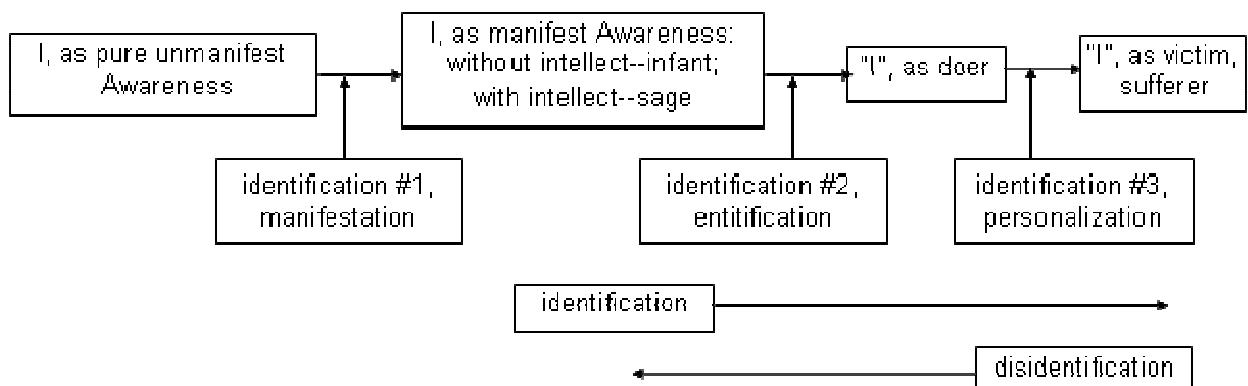 I, as pure unmanifest
Awareness
I, as manifest Awareness:
without intellect--infant;
with intellect--sage
"I", as doer
"I", as victim,
sufferer
identification #1,
manifestation
identification #2,
entitification
identification #3,
personalization
identification
disidentification